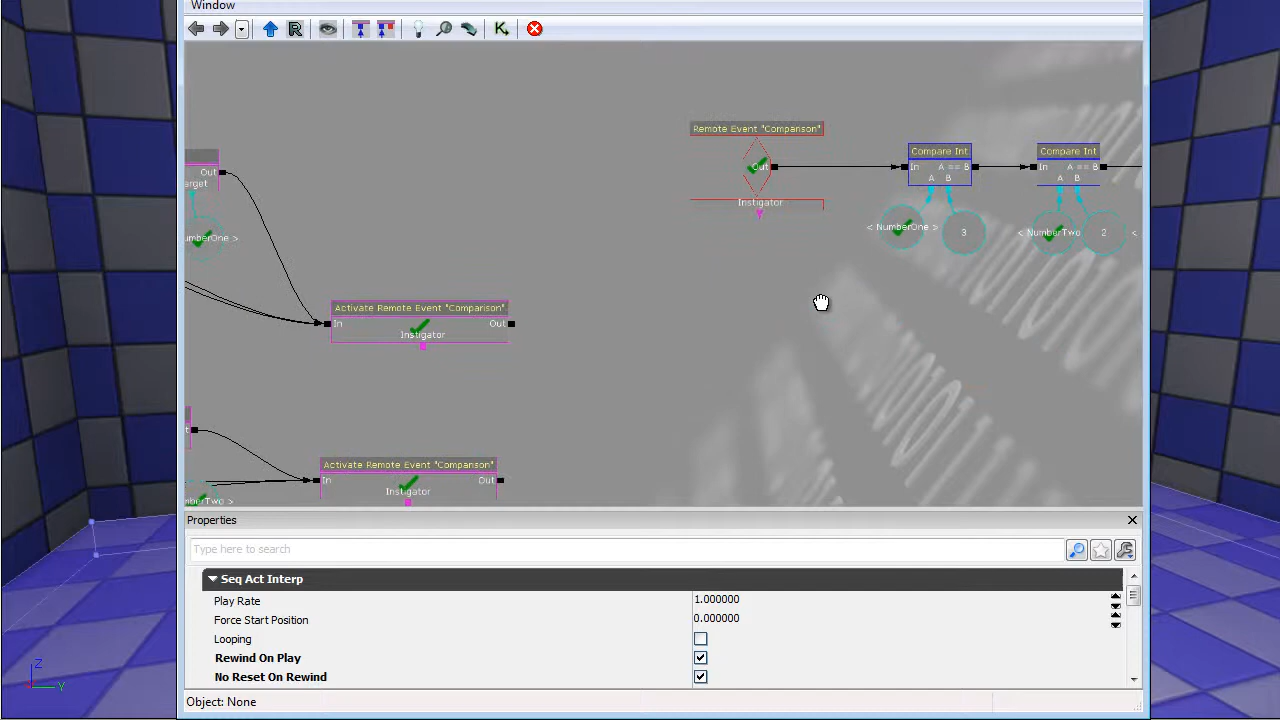 Window
R
K
Remote Event "Comparison"
Out
Instigator
Compare Int
In A == B
A B
< NumberOne >
3
Compare Int
In A == B
A B
< NumberTwo
2
<
Out
Activate Remote Event "Comparison"
In Out
Instigator
Activate Remote Event "Comparison"
In Out
Instigator
Properties
Type here to search
Seq Act Interp
Play Rate 1.000000
Force Start Position 0.000000
Looping
Rewind On Play
No Reset On Rewind
Object: None
Z
Y